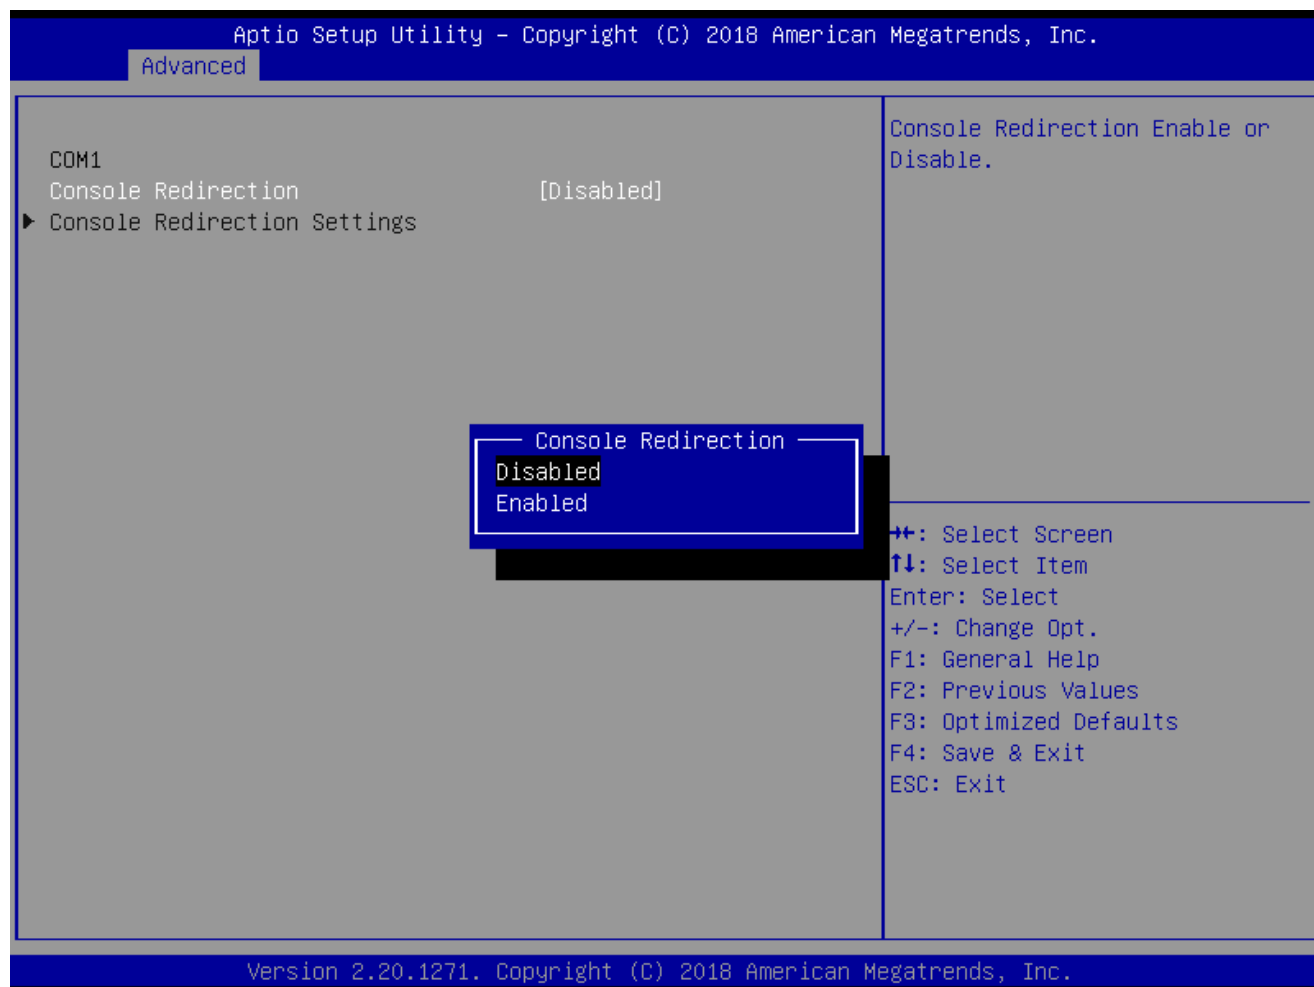 Aptio Setup Utility – Copyright (C) 2018 American Megatrends, Inc.
Advanced
COM1
Console Redirection [Disabled]
► Console Redirection Settings
Console Redirection Enable or
Disable.
Console Redirection
Disabled
Enabled
→←: Select Screen
↑↓: Select Item
Enter: Select
+/-: Change Opt.
F1: General Help
F2: Previous Values
F3: Optimized Defaults
F4: Save & Exit
ESC: Exit
Version 2.20.1271. Copyright (C) 2018 American Megatrends, Inc.